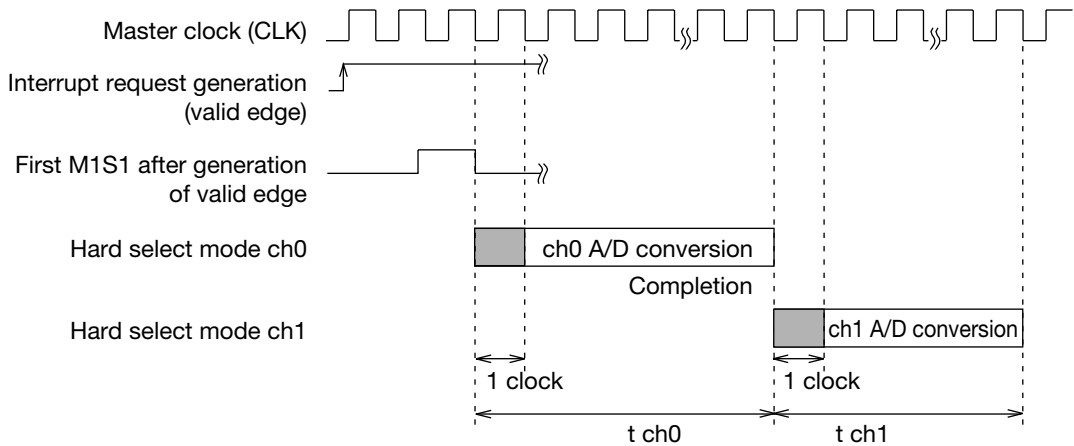 Master clock (CLK)
Interrupt request generation
(valid edge)
First M1S1 after generation
of valid edge
Hard select mode ch0
ch0 A/D conversion
Completion
Hard select mode ch1
ch1 A/D conversion
1 clock
1 clock
t ch0
t ch1